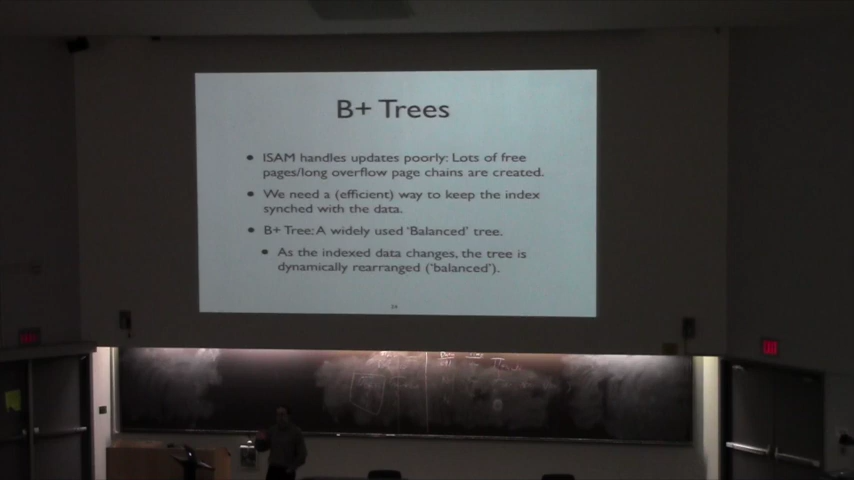 B+ Trees
• ISAM handles updates poorly: Lots of free
pages/long overflow page chains are created.
• We need a (efficient) way to keep the index
synched with the data.
• B+ Tree: A widely used 'Balanced' tree.
• As the indexed data changes, the tree is
dynamically rearranged ('balanced').